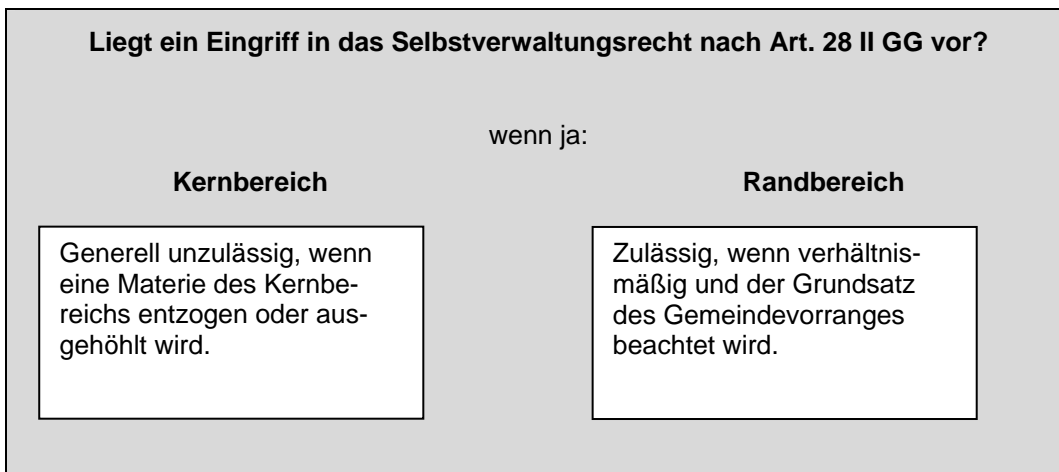 Liegt ein Eingriff in das Selbstverwaltungsrecht nach Art. 28 II GG vor?
wenn ja:
Kernbereich
Generell unzulässig, wenn
eine Materie des Kernbe-
reichs entzogen oder aus-
gehöhlt wird.
Randbereich
Zulässig, wenn verhältnis-
mäßig und der Grundsatz
des Gemeindevorranges
beachtet wird.